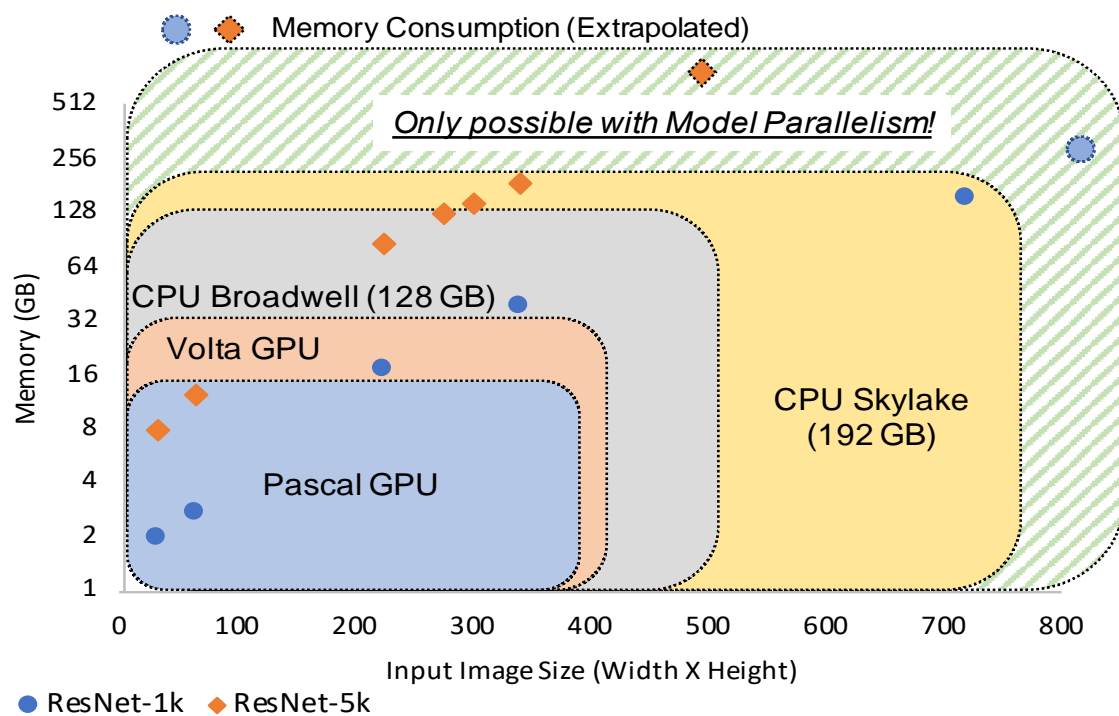 Memory Consumption (Extrapolated)
512
256
128
64
32
16
8
4
2
1
Memory (GB)
Only possible with Model Parallelism!
CPU Broadwell (128 GB)
Volta GPU
Pascal GPU
CPU Skylake
(192 GB)
0 100 200 300 400 500 600 700 800
Input Image Size (Width X Height)
ResNet-1k ResNet-5k